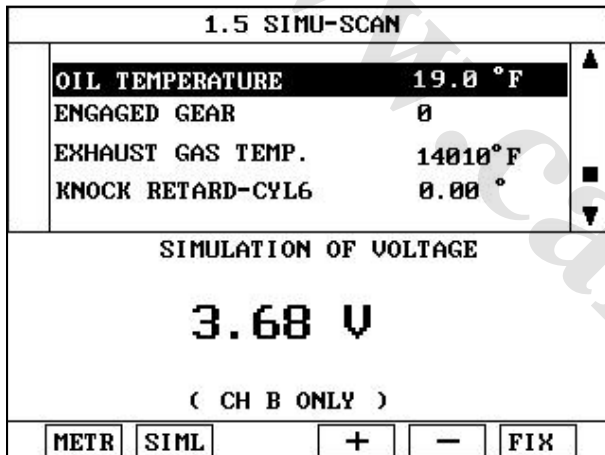 1.5 SIMU-SCAN
OIL TEMPERATURE 19.0 °F
ENGAGED GEAR 0
EXHAUST GAS TEMP. 14010°F
KNOCK RETARD-CYL6 0.00 °
SIMULATION OF VOLTAGE
3.68 V
( CH B ONLY )
METR SIML + - FIX